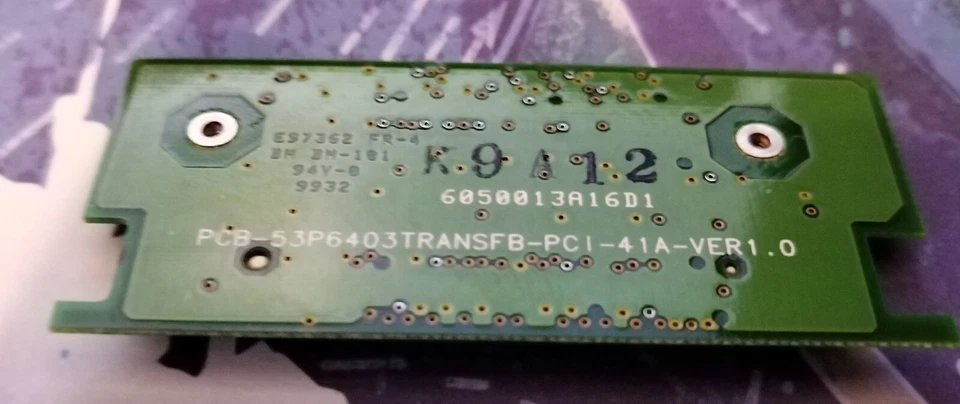 E97362 FR-4
BM BM-101
94V-0
9932
K9A12
6050013A16D1
PCB-53P6403TRANSFB-PCI-41A-VER1.0